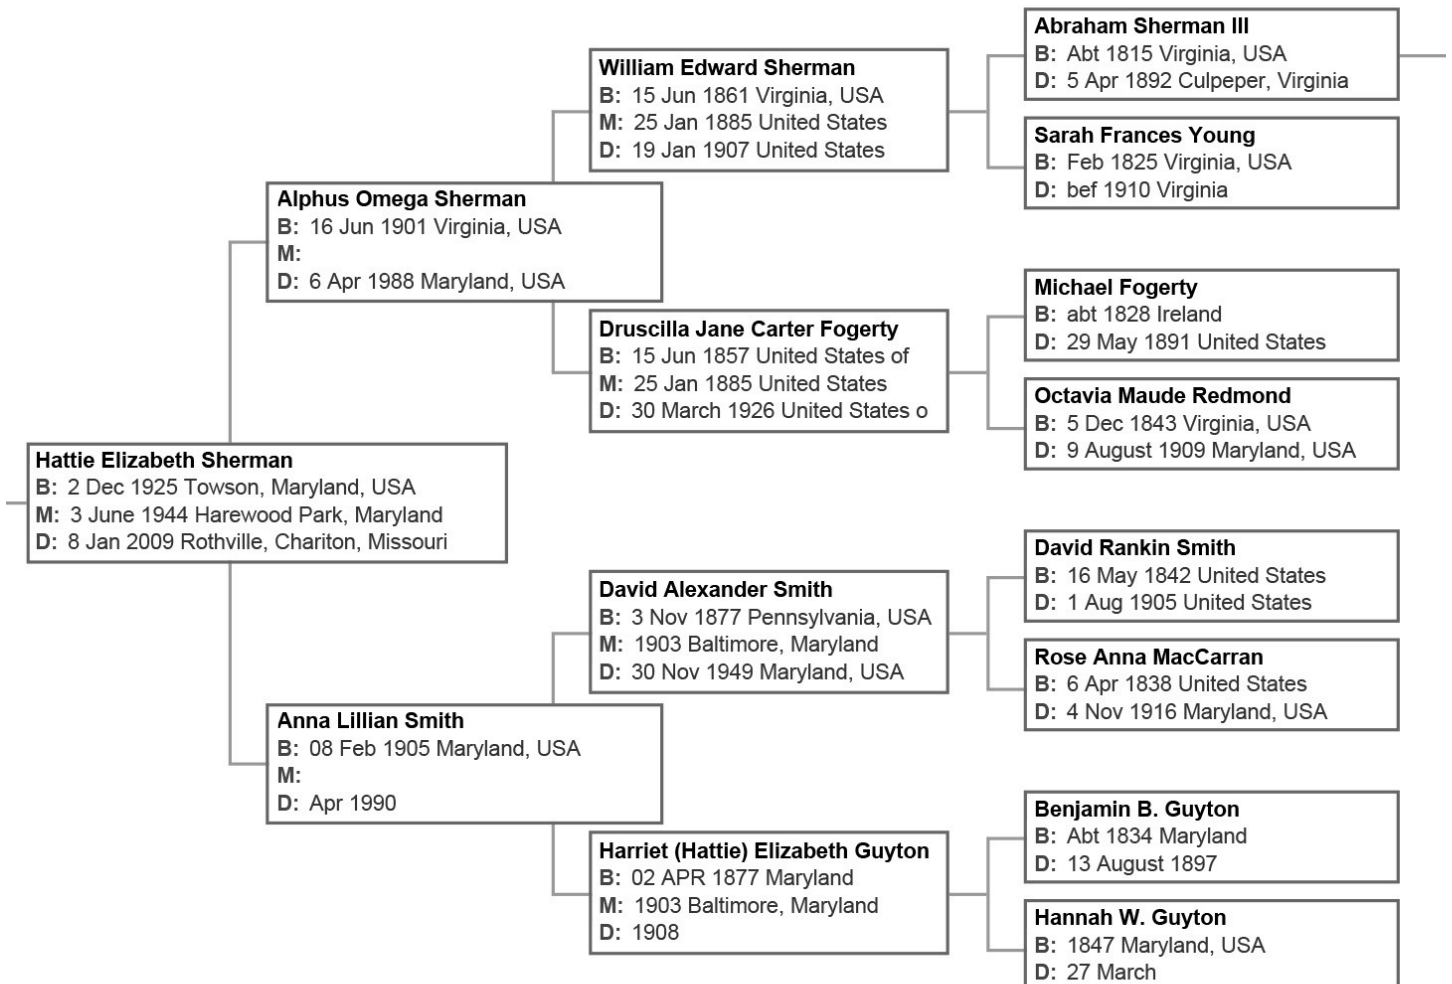 Abraham Sherman III
B: Abt 1815 Virginia, USA
D: 5 Apr 1892 Culpeper, Virginia
William Edward Sherman
B: 15 Jun 1861 Virginia, USA
M: 25 Jan 1885 United States
D: 19 Jan 1907 United States
Sarah Frances Young
B: Feb 1825 Virginia, USA
D: bef 1910 Virginia
Alphus Omega Sherman
B: 16 Jun 1901 Virginia, USA
M:
D: 6 Apr 1988 Maryland, USA
Michael Fogerty
B: abt 1828 Ireland
D: 29 May 1891 United States
Druscilla Jane Carter Fogerty
B: 15 Jun 1857 United States of
M: 25 Jan 1885 United States
D: 30 March 1926 United States o
Octavia Maude Redmond
B: 5 Dec 1843 Virginia, USA
D: 9 August 1909 Maryland, USA
Hattie Elizabeth Sherman
B: 2 Dec 1925 Towson, Maryland, USA
M: 3 June 1944 Harewood Park, Maryland
D: 8 Jan 2009 Rothville, Chariton, Missouri
David Rankin Smith
B: 16 May 1842 United States
D: 1 Aug 1905 United States
David Alexander Smith
B: 3 Nov 1877 Pennsylvania, USA
M: 1903 Baltimore, Maryland
D: 30 Nov 1949 Maryland, USA
Rose Anna MacCarran
B: 6 Apr 1838 United States
D: 4 Nov 1916 Maryland, USA
Anna Lillian Smith
B: 08 Feb 1905 Maryland, USA
M:
D: Apr 1990
Benjamin B. Guyton
B: Abt 1834 Maryland
D: 13 August 1897
Harriet (Hattie) Elizabeth Guyton
B: 02 APR 1877 Maryland
M: 1903 Baltimore, Maryland
D: 1908
Hannah W. Guyton
B: 1847 Maryland, USA
D: 27 March